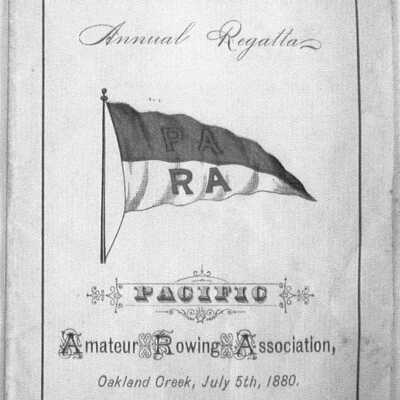 Annual Regatta
PA
RA
PACIFIC
Amateur Rowing Association,
Oakland Creek, July 5th, 1880.